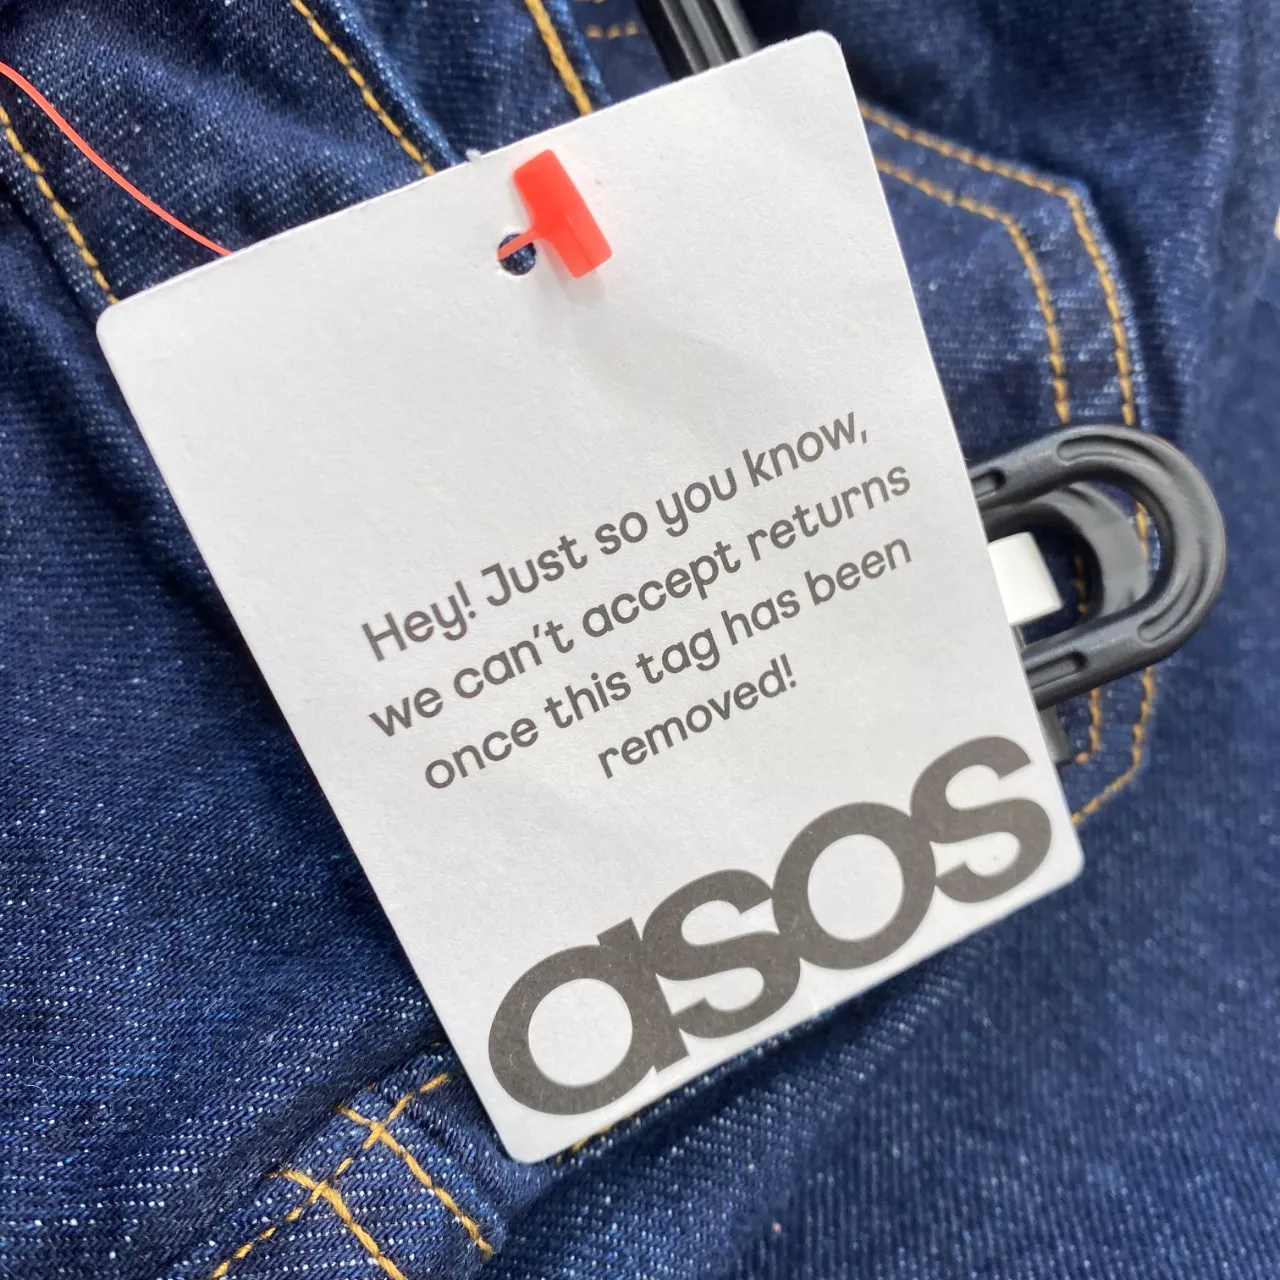 Hey! Just so you know,
we can't accept returns
once this tag has been
removed!
asos